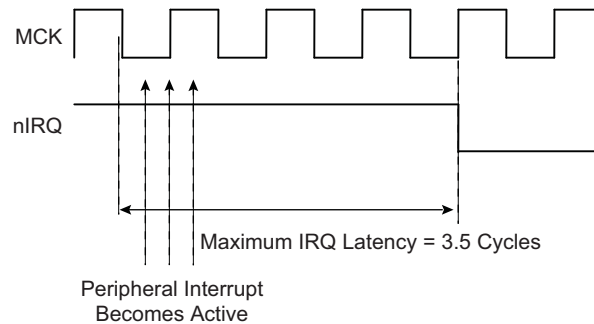 MCK
nIRQ
Maximum IRQ Latency = 3.5 Cycles
Peripheral Interrupt
Becomes Active